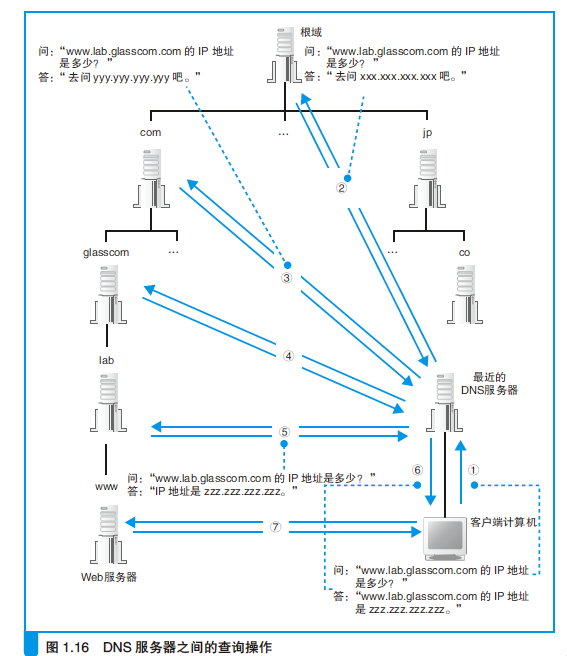 根域
问：“www.lab.glasscom.com 的 IP 地址
是多少？”
答：“去问 yyy.yyy.yyy.yyy 吧。”
问：“www.lab.glasscom.com 的 IP 地址
是多少？”
答：“去问 xxx.xxx.xxx.xxx 吧。”
com
…
jp
②
glasscom
…
…
co
③
④
lab
最近的
DNS服务器
⑤
⑥
①
www
问：“www.lab.glasscom.com 的 IP 地址是多少？”
答：“IP 地址是 zzz.zzz.zzz.zzz。”
⑦
客户端计算机
Web服务器
问：“www.lab.glasscom.com 的 IP 地址
是多少？”
答：“www.lab.glasscom.com 的 IP 地址
是 zzz.zzz.zzz.zzz。”
图 1.16 DNS 服务器之间的查询操作